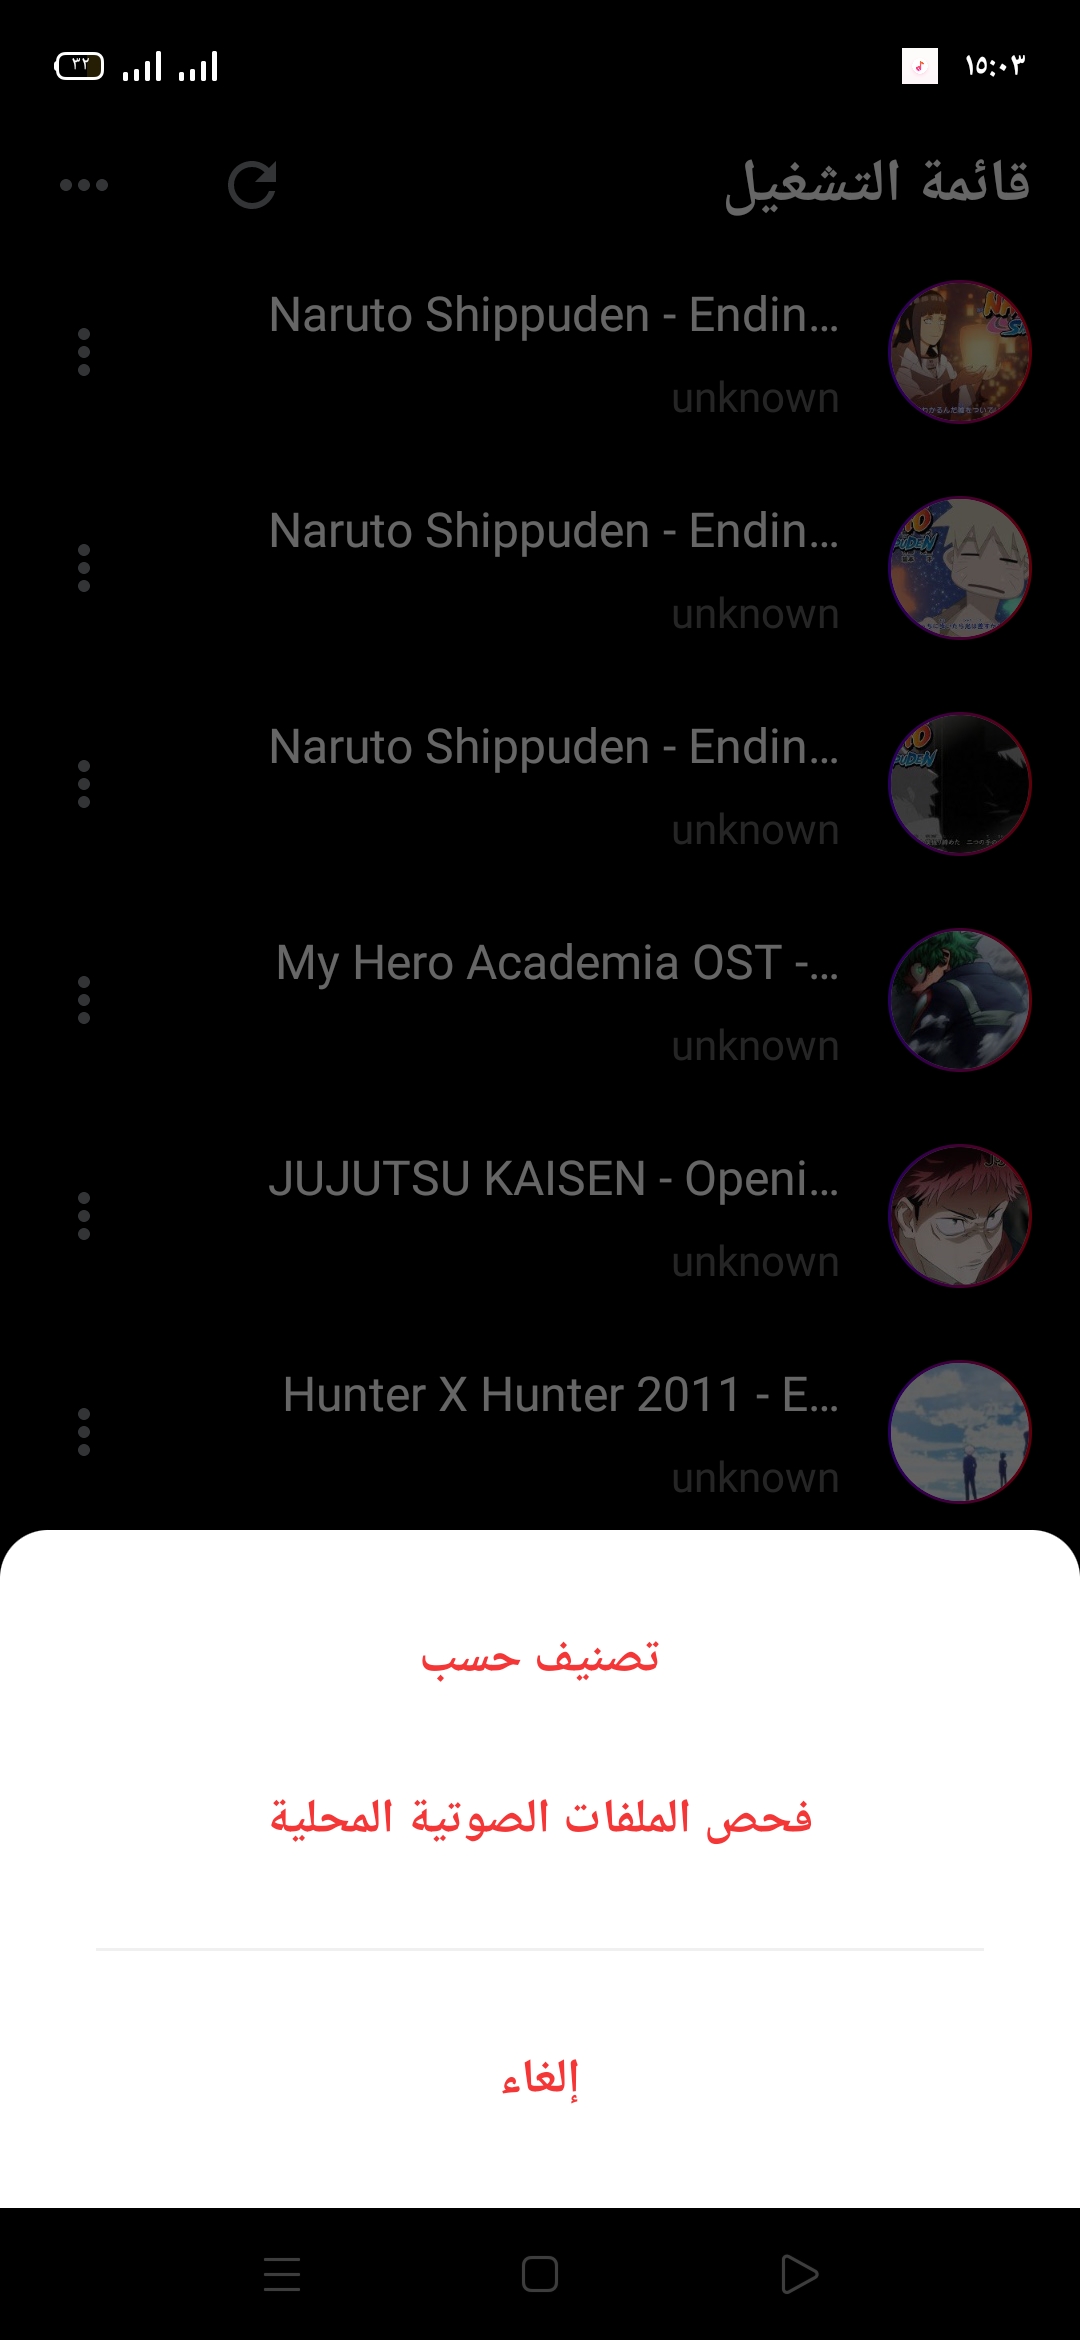 ١٥:٠٣
٣٢
قائمة التشغيل
Naruto Shippuden - Endin...
unknown
Naruto Shippuden - Endin...
unknown
Naruto Shippuden - Endin...
unknown
My Hero Academia OST -...
unknown
JUJUTSU KAISEN - Openi...
unknown
Hunter X Hunter 2011 - E...
unknown
تصنيف حسب
فحص الملفات الصوتية المحلية
إلغاء